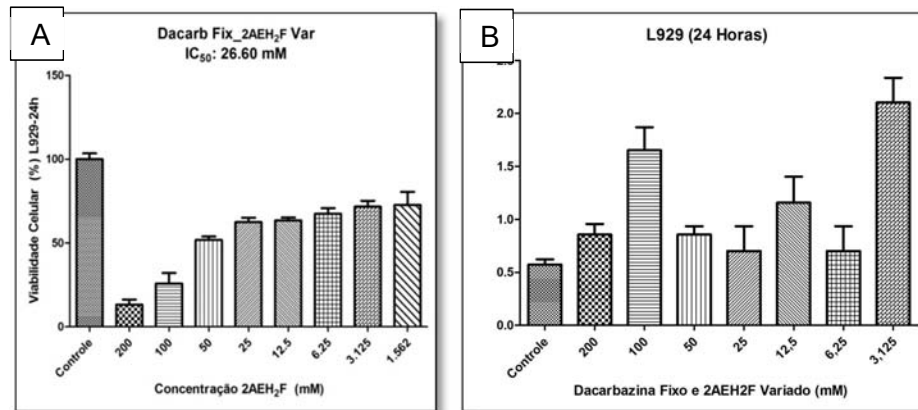 A
Dacarb Fix_2AEH₂F Var
IC₅₀: 26.60 mM
Viabilidade Celular (%) L929-24h
150
100
50
0
Controle
200
100
50
25
12.5
6.25
3.125
1.562
Concentração 2AEH₂F (mM)
B
L929 (24 Horas)
2.0
1.5
1.0
0.5
0.0
Controle
200
100
50
25
12,5
6,25
3,125
Dacarbazina Fixo e 2AEH2F Variado (mM)